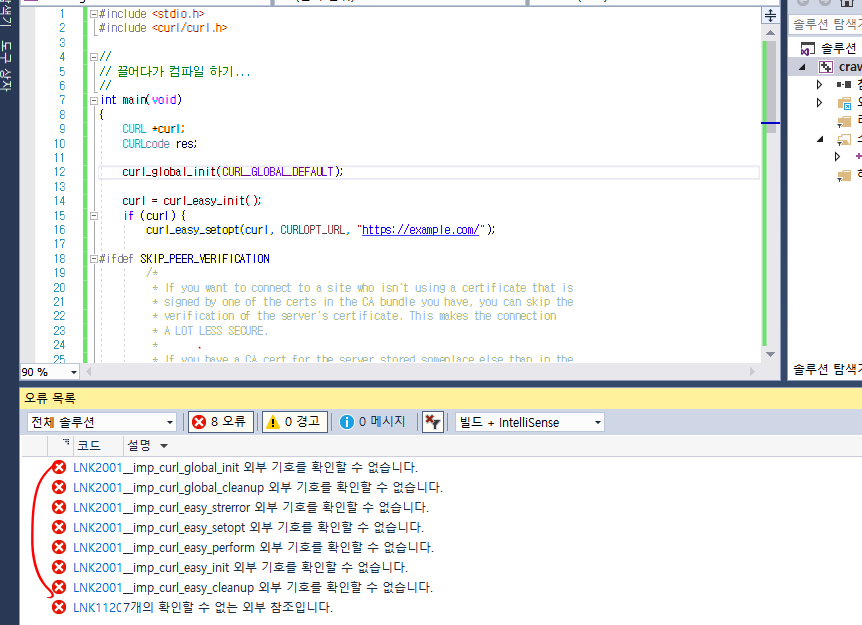 탐색기
도구 상자
1 #include <stdio.h>
2 #include <curl/curl.h>
3
4 //
5 // 끌어다가 컴파일 하기...
6 //
7 int main(void)
8 {
9 CURL *curl;
10 CURLcode res;
11
12 curl_global_init(CURL_GLOBAL_DEFAULT);
13
14 curl = curl_easy_init();
15 if (curl) {
16 curl_easy_setopt(curl, CURLOPT_URL, "https://example.com/");
17
18 #ifdef SKIP_PEER_VERIFICATION
19 /*
20 * If you want to connect to a site who isn't using a certificate that is
21 * signed by one of the certs in the CA bundle you have, you can skip the
22 * verification of the server's certificate. This makes the connection
23 * A LOT LESS SECURE.
24 *
25 * If you have a CA cert for the server stored someplace else than in the
90 %
솔루션 탐색기
솔루션
craw
솔루션 탐색기
오류 목록
전체 솔루션 8 오류 0 경고 0 메시지 빌드 + IntelliSense
코드 설명
LNK2001 __imp_curl_global_init 외부 기호를 확인할 수 없습니다.
LNK2001 __imp_curl_global_cleanup 외부 기호를 확인할 수 없습니다.
LNK2001 __imp_curl_easy_strerror 외부 기호를 확인할 수 없습니다.
LNK2001 __imp_curl_easy_setopt 외부 기호를 확인할 수 없습니다.
LNK2001 __imp_curl_easy_perform 외부 기호를 확인할 수 없습니다.
LNK2001 __imp_curl_easy_init 외부 기호를 확인할 수 없습니다.
LNK2001 __imp_curl_easy_cleanup 외부 기호를 확인할 수 없습니다.
LNK1120 7개의 확인할 수 없는 외부 참조입니다.